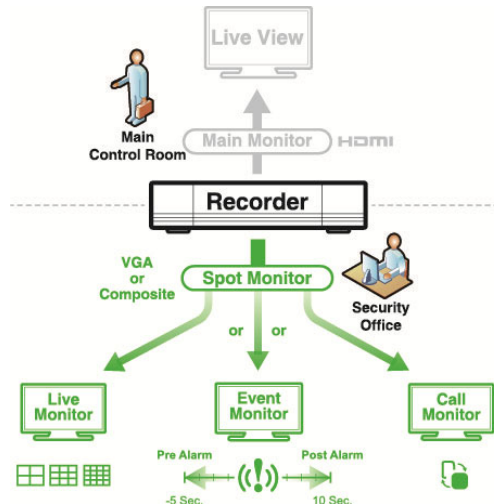 Live View
Main
Control Room
Main Monitor
HDMI
Recorder
VGA
or
Composite
Spot Monitor
Security
Office
or
or
Live
Monitor
Event
Monitor
Call
Monitor
Pre Alarm
Post Alarm
-5 Sec.
10 Sec.